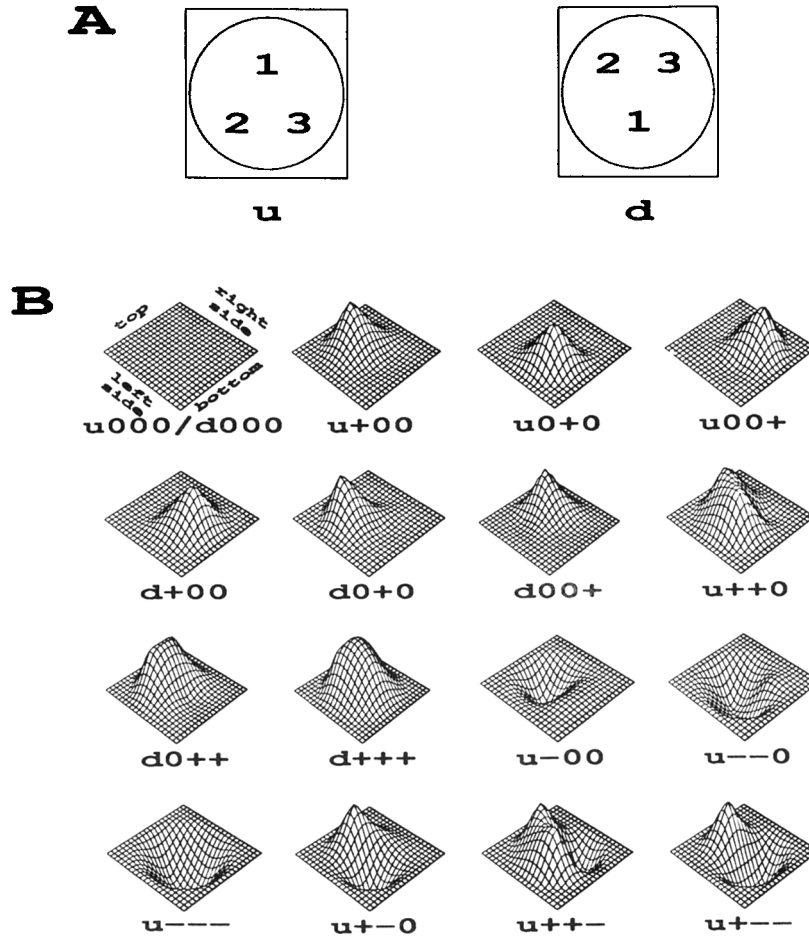 A
1
2 3
u
2 3
1
d
B
top
right side
left side
bottom
u000/d000
u+00
u0+0
u00+
d+00
d0+0
d00+
u++0
d0++
d+++
u-00
u--0
u---
u+-0
u++-
u+--